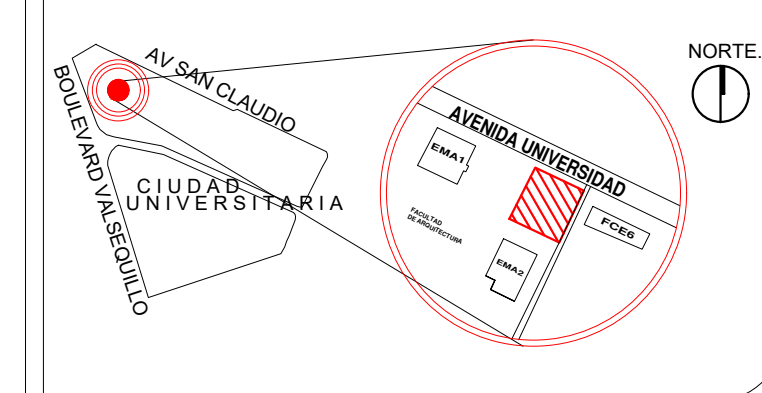 NORTE.
AV SAN CLAUDIO
BOULEVARD VALSEQUILLO
CIUDAD
UNIVERSITARIA
AVENIDA UNIVERSIDAD
EMA1
FACULTAD
DE ARQUITECTURA
FCE6
EMA2